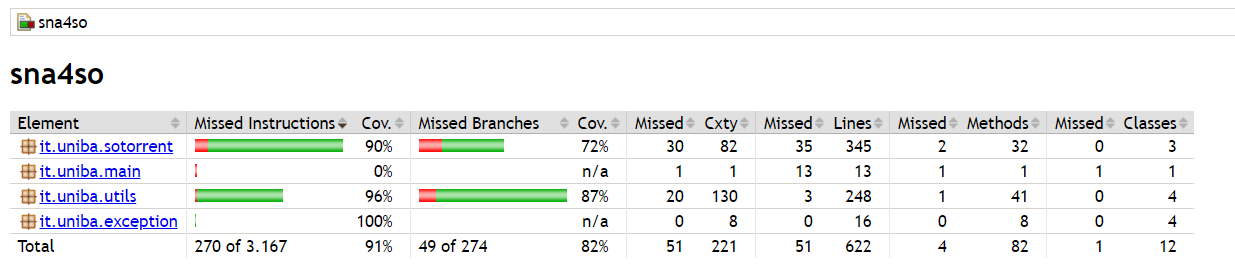 sna4so
sna4so
Element Missed Instructions Cov. Missed Branches Cov. Missed Cxty Missed Lines Missed Methods Missed Classes
it.uniba.sotorrent 90% 72% 30 82 35 345 2 32 0 3
it.uniba.main 0% n/a 1 1 13 13 1 1 1 1
it.uniba.utils 96% 87% 20 130 3 248 1 41 0 4
it.uniba.exception 100% n/a 0 8 0 16 0 8 0 4
Total 270 of 3.167 91% 49 of 274 82% 51 221 51 622 4 82 1 12